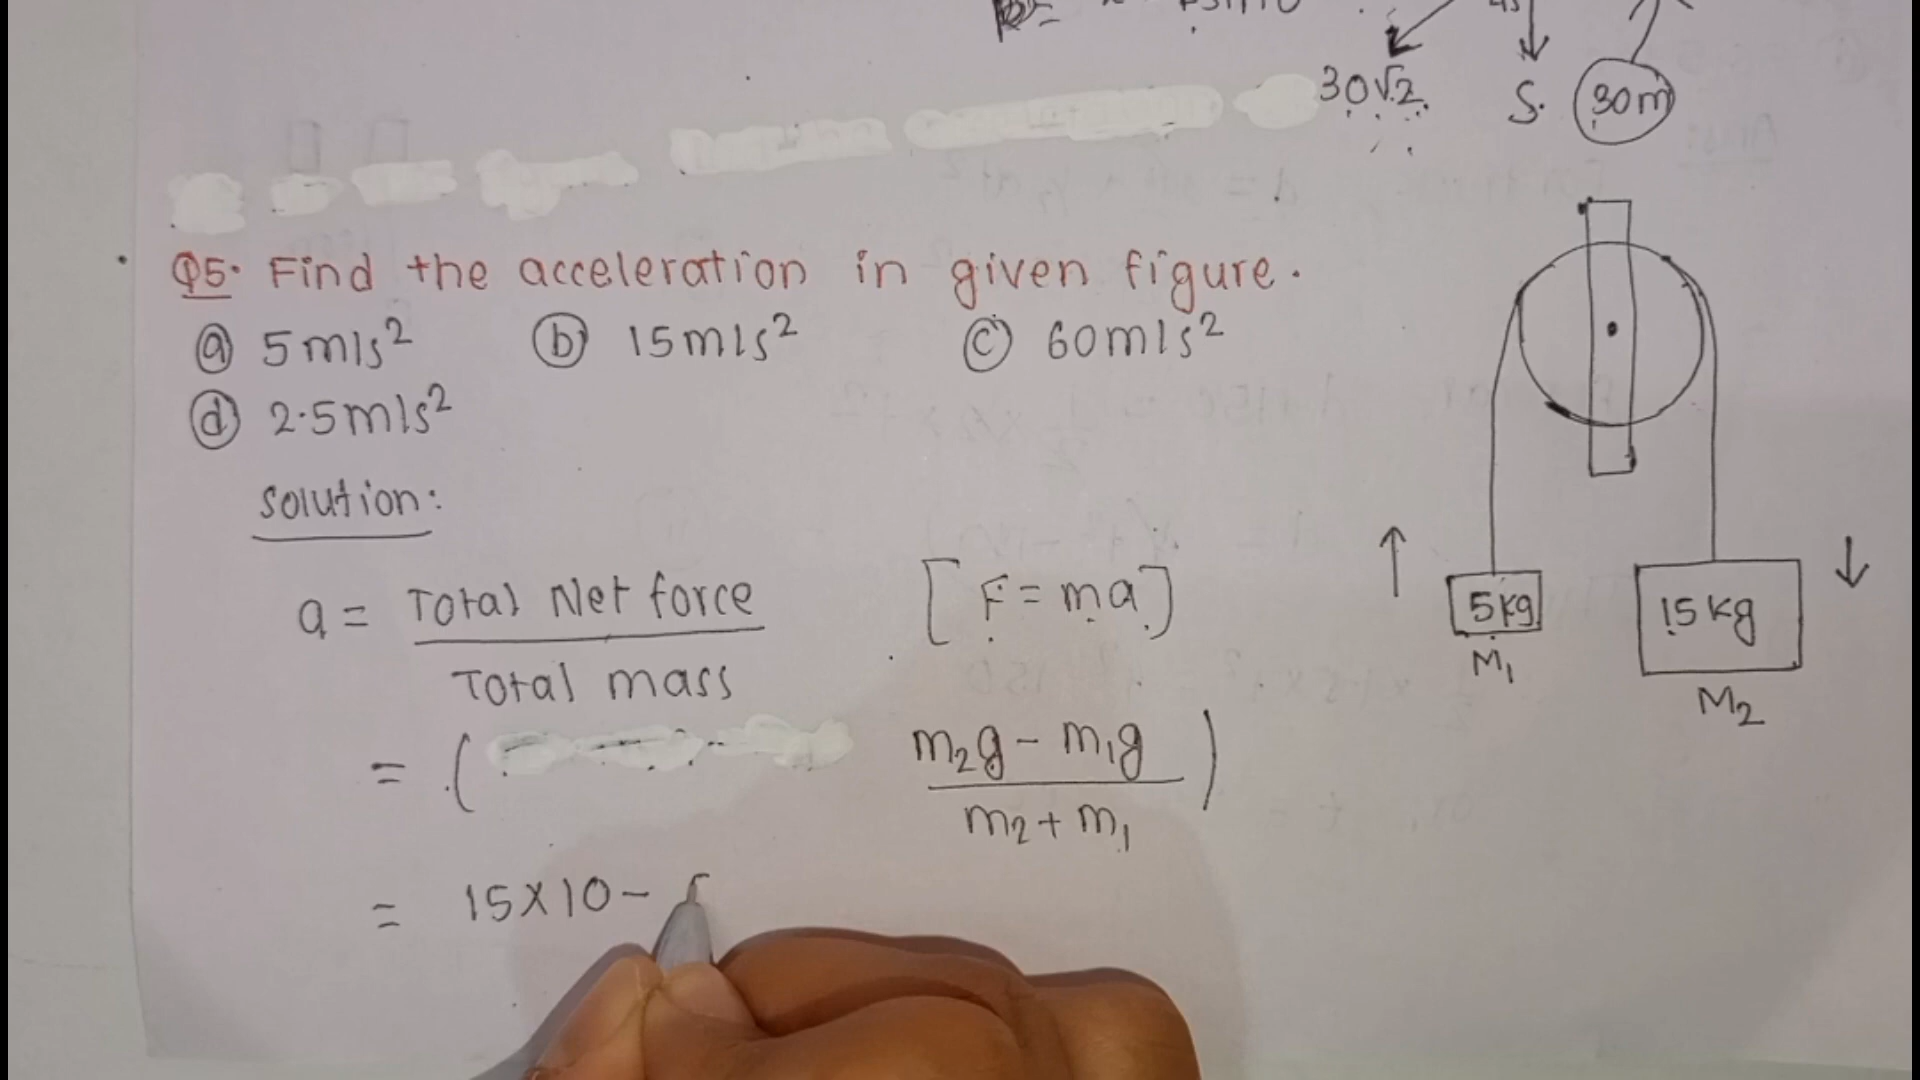 30√2. S. 30m
Q5. Find the acceleration in given figure.
ⓐ 5m/s² ⓑ 15m/s² ⓒ 60m/s²
ⓓ 2.5m/s²
Solution:
a = Total Net force / Total mass [F = ma]
= ( m₂g - m₁g / m₂ + m₁ )
= 15×10 -
5kg
M₁
15kg
M₂